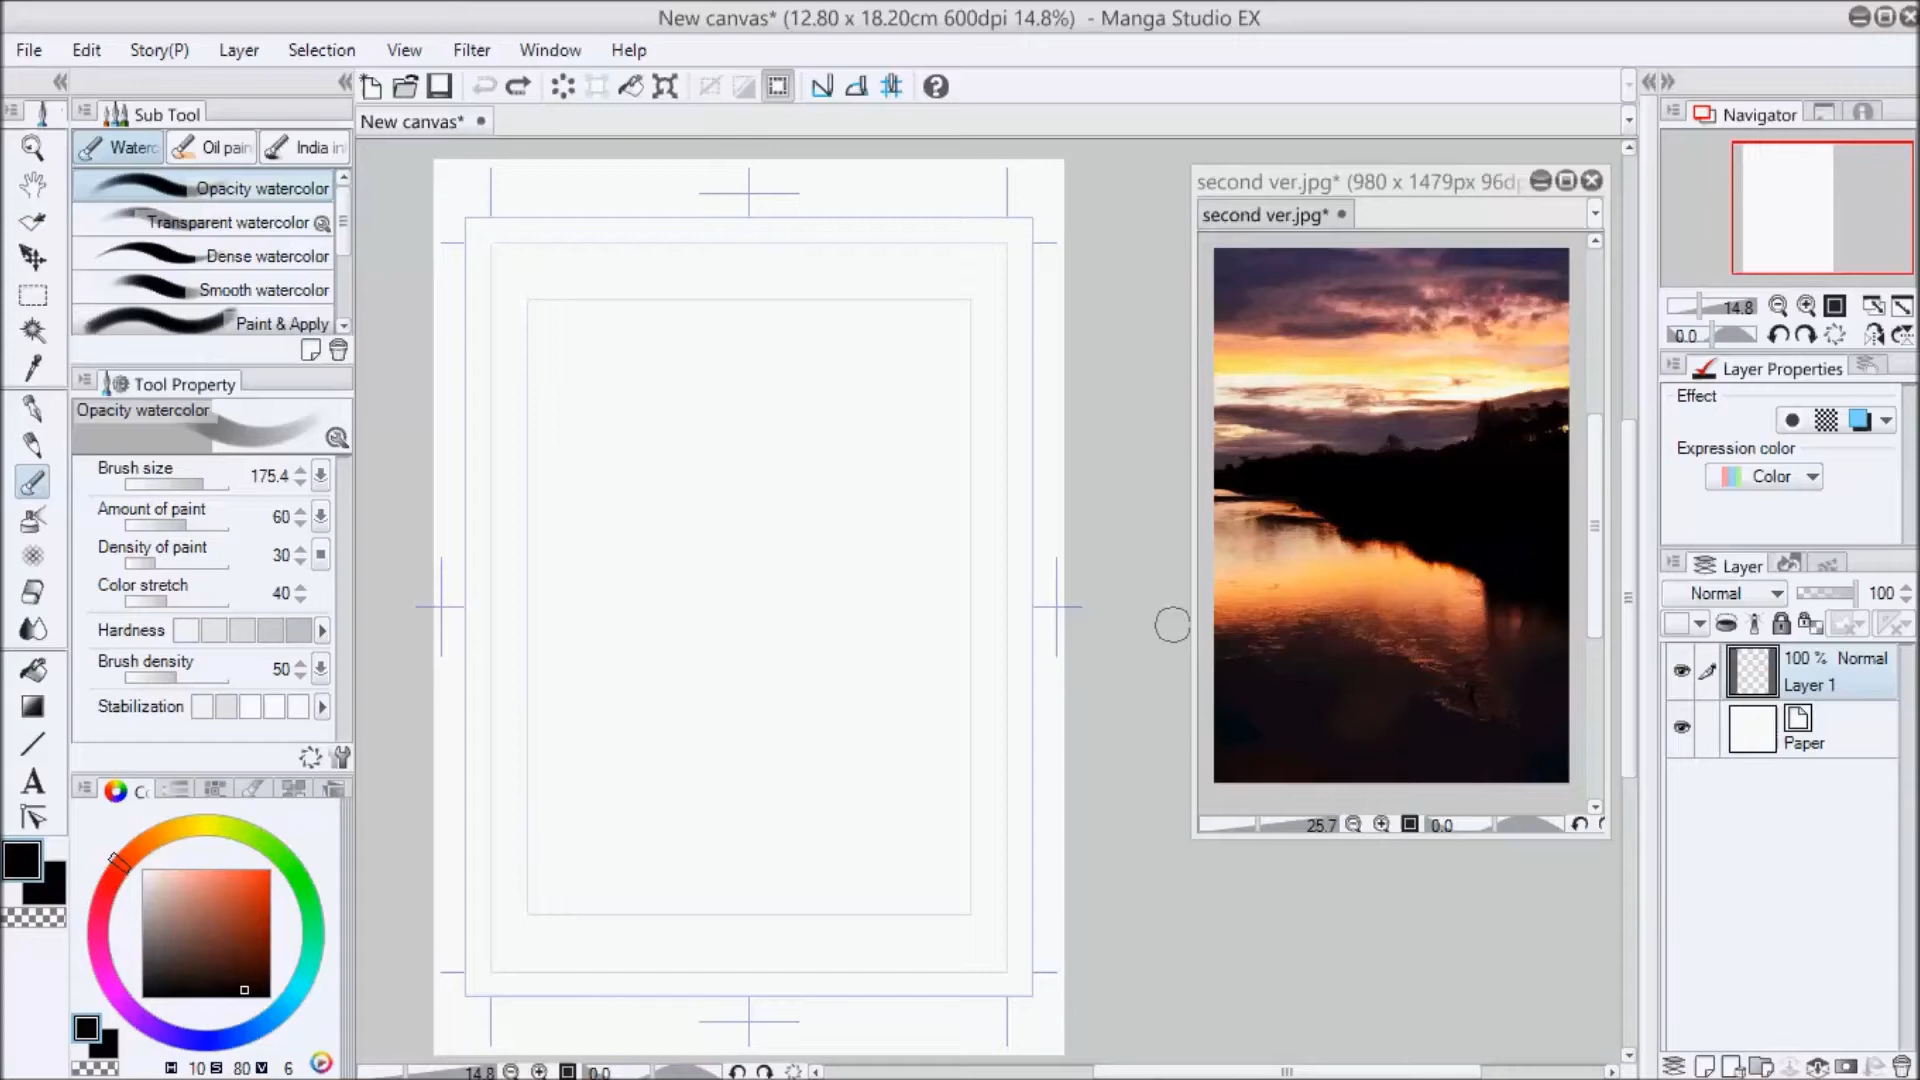 New canvas* (12.80 x 18.20cm 600dpi 14.8%) - Manga Studio EX
File Edit Story(P) Layer Selection View Filter Window Help
Sub Tool
New canvas*
Waterc Oil pain India in
Opacity watercolor
Transparent watercolor
Dense watercolor
Smooth watercolor
Paint & Apply
Tool Property
Opacity watercolor
Brush size 175.4
Amount of paint 60
Density of paint 30
Color stretch 40
Hardness
Brush density 50
Stabilization
H 10 S 80 V 6
14.8 0.0
second ver.jpg* (980 x 1479px 96dp
second ver.jpg*
25.7 0.0
Navigator
14.8
0.0
Layer Properties
Effect
Expression color
Color
Layer
Normal 100
100 % Normal
Layer 1
Paper